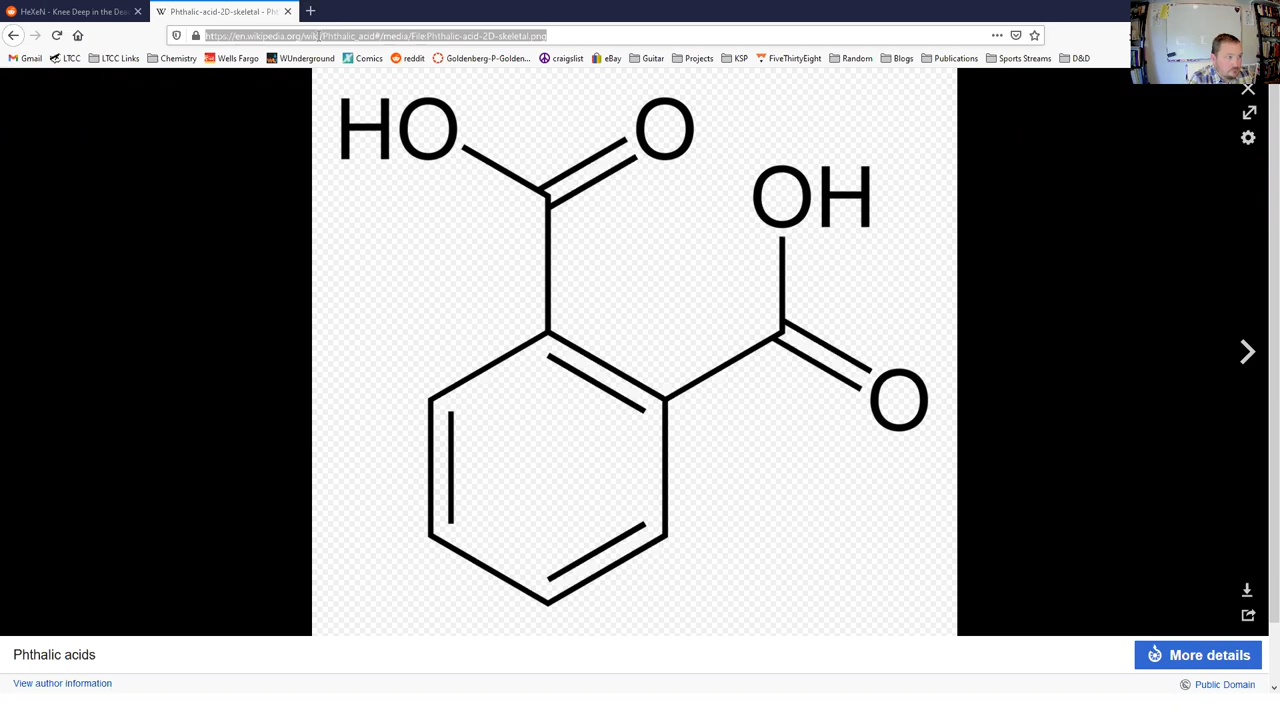 HeXeN - Knee Deep in the Dea
Phthalic-acid-2D-skeletal - Pht
https://en.wikipedia.org/wiki/Phthalic_acid#/media/File:Phthalic-acid-2D-skeletal.png
Gmail LTCC LTCC Links Chemistry Wells Fargo WUnderground Comics reddit Goldenberg-P-Golden... craigslist eBay Guitar Projects KSP FiveThirtyEight Random Blogs Publications Sports Streams D&D
HO O
OH
O
Phthalic acids
More details
View author information
Public Domain